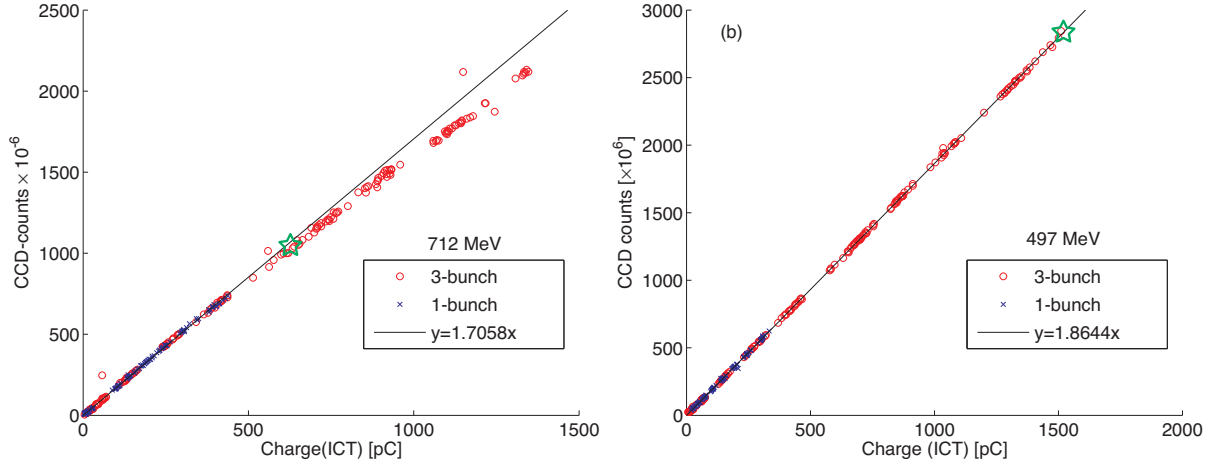 2500
2000
1500
1000
500
0
0
500
1000
1500
CCD-counts × 10^-6
Charge(ICT) [pC]
712 MeV
3-bunch
1-bunch
y=1.7058x
(b)
3000
2500
2000
1500
1000
500
0
0
500
1000
1500
2000
CCD counts [×10^6]
Charge (ICT) [pC]
497 MeV
3-bunch
1-bunch
y=1.8644x